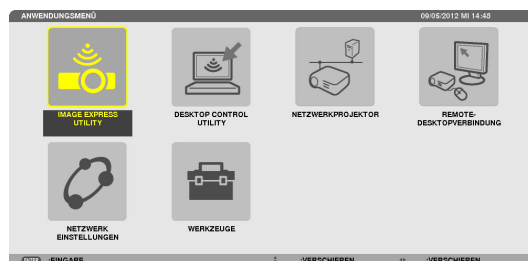 ANWENDUNGSMENÜ 09/05/2012 MI 14:48
IMAGE EXPRESS
UTILITY
DESKTOP CONTROL
UTILITY
NETZWERKPROJEKTOR
REMOTE-
DESKTOPVERBINDUNG
NETZWERK
EINSTELLUNGEN
WERKZEUGE
ENTER :EINGABE :VERSCHIEBEN :VERSCHIEBEN